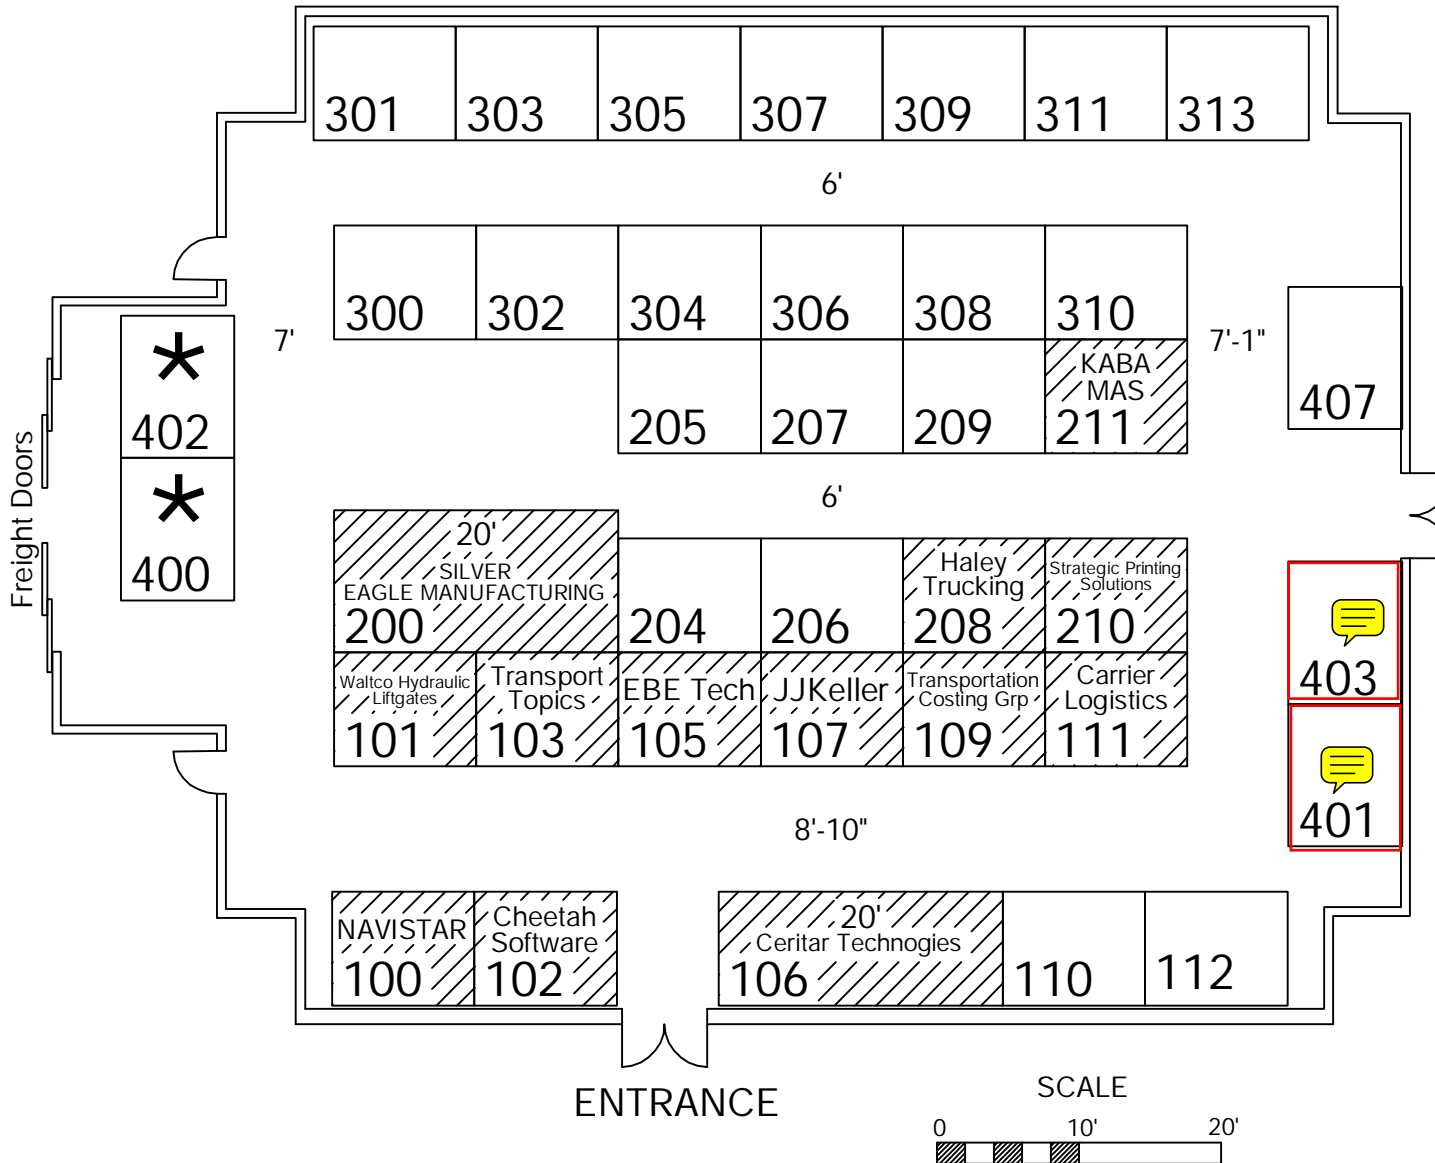 301 303 305 307 309 311 313
6'
300 302 304 306 308 310
7'
7'-1"
*
402
KABA
MAS
205 207 209 211
407
Freight Doors
*
400
6'
20'
SILVER
EAGLE MANUFACTURING
200
204
206
Haley
Trucking
208
Strategic Printing
Solutions
210
403
Waltco Hydraulic
Liftgates
101
Transport
Topics
103
EBE Tech
105
JJKeller
107
Transportation
Costing Grp
109
Carrier
Logistics
111
401
8'-10"
NAVISTAR
100
Cheetah
Software
102
20'
Ceritar Technogies
106
110
112
ENTRANCE
SCALE
0 10' 20'